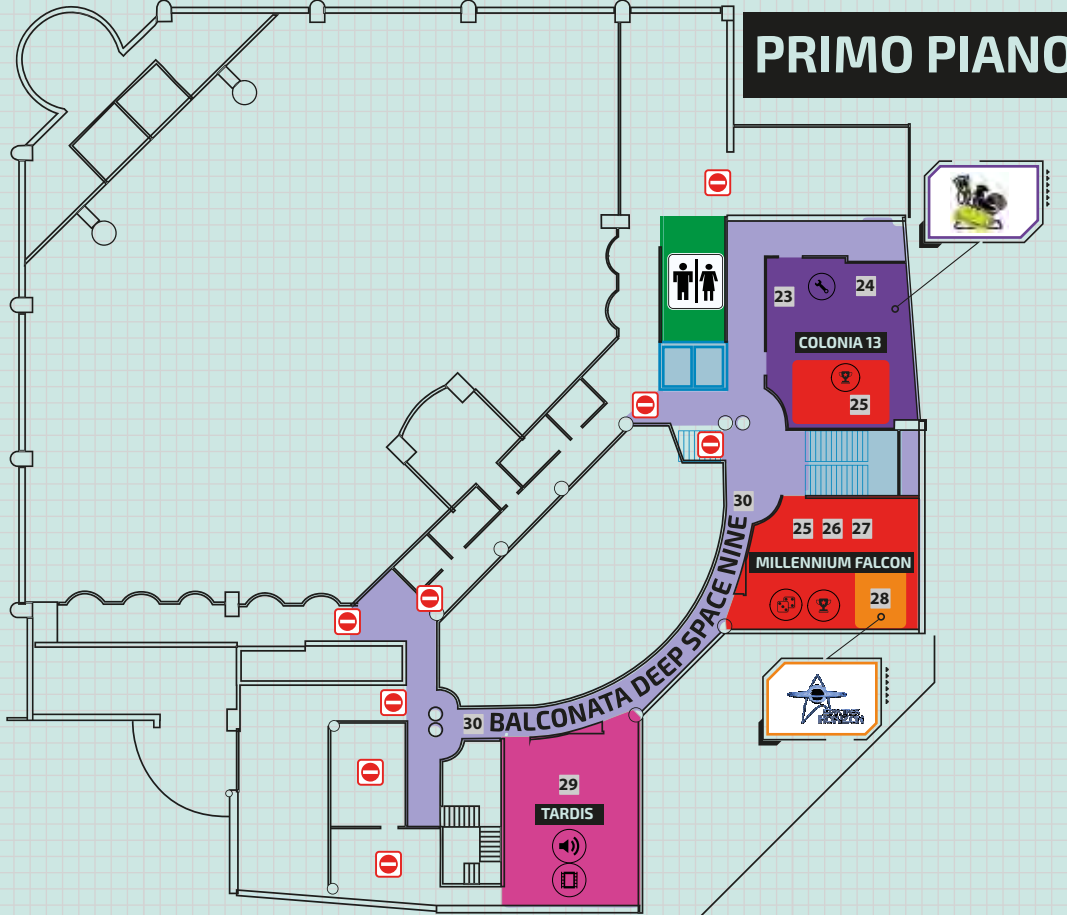 PRIMO PIANO
23
24
COLONIA 13
25
30
25 26 27
MILLENNIUM FALCON
28
30 BALCONATA DEEP SPACE NINE
HORIZON
29
TARDIS